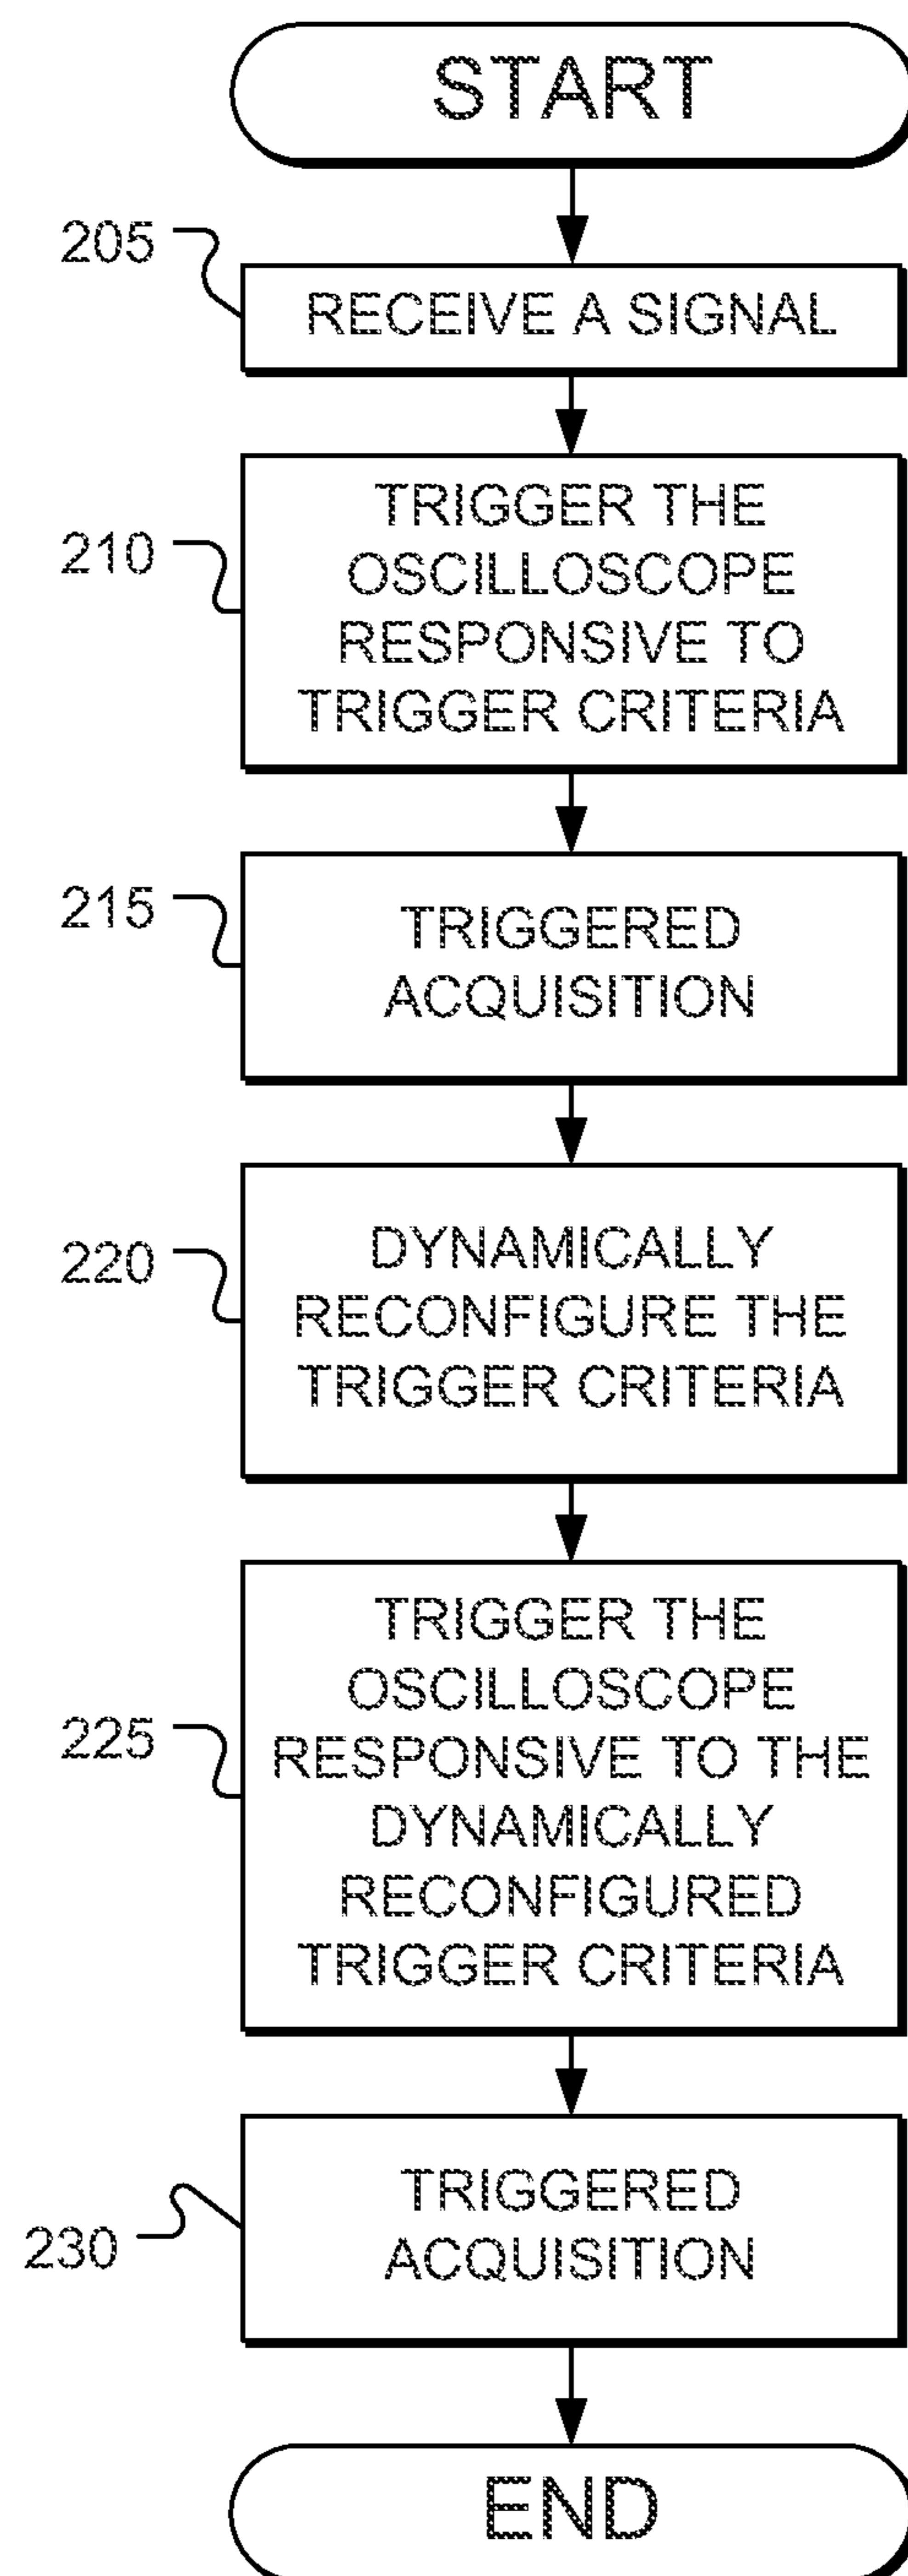 START
205
RECEIVE A SIGNAL
210
TRIGGER THE
OSCILLOSCOPE
RESPONSIVE TO
TRIGGER CRITERIA
215
TRIGGERED
ACQUISITION
220
DYNAMICALLY
RECONFIGURE THE
TRIGGER CRITERIA
225
TRIGGER THE
OSCILLOSCOPE
RESPONSIVE TO THE
DYNAMICALLY
RECONFIGURED
TRIGGER CRITERIA
230
TRIGGERED
ACQUISITION
END